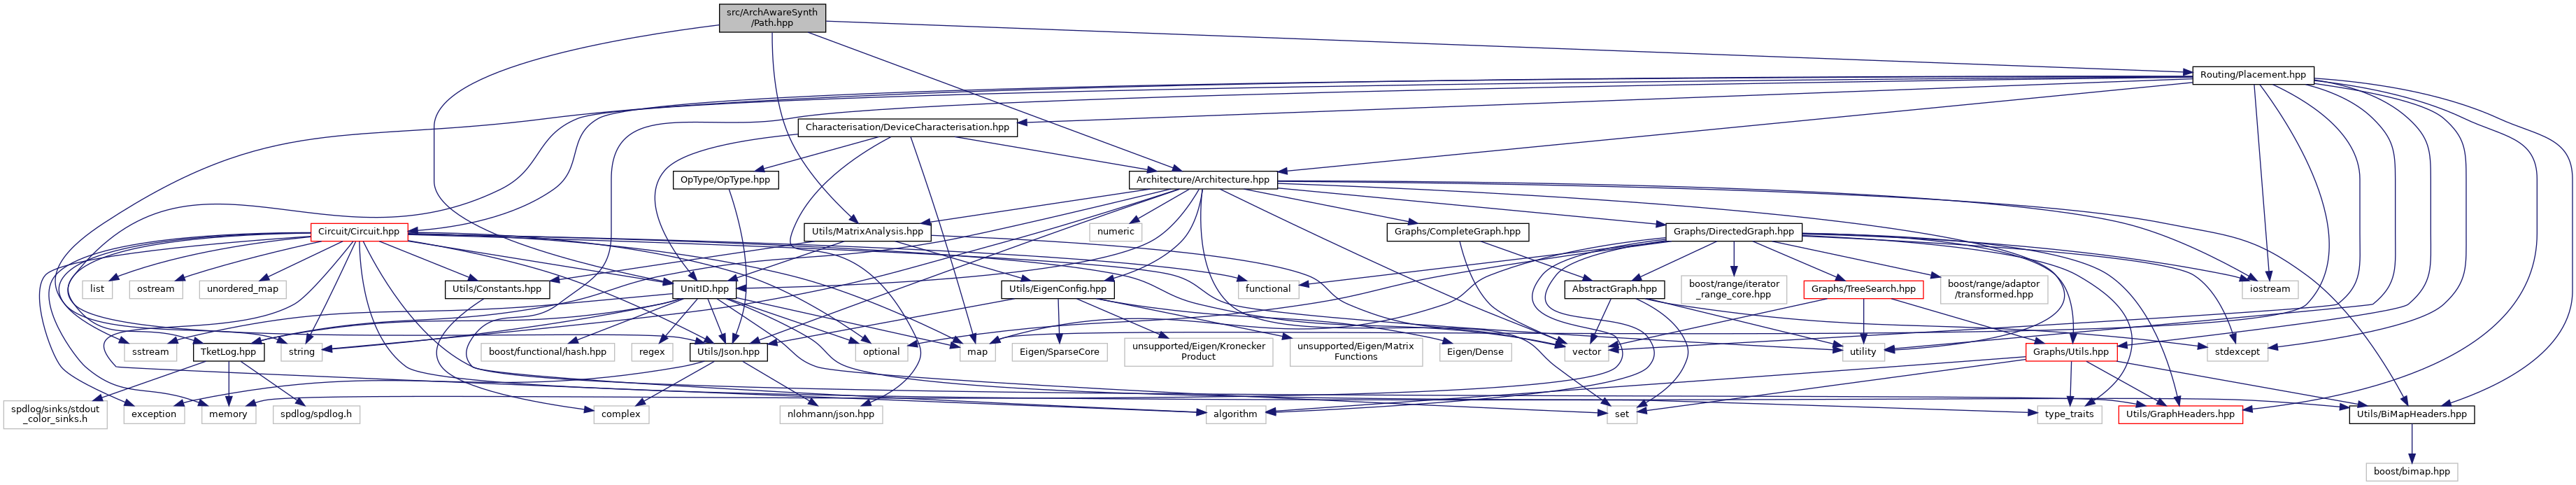 src/ArchAwareSynth
/Path.hpp
Routing/Placement.hpp
Characterisation/DeviceCharacterisation.hpp
OpType/OpType.hpp
Architecture/Architecture.hpp
Circuit/Circuit.hpp
Utils/MatrixAnalysis.hpp
numeric
Graphs/CompleteGraph.hpp
Graphs/DirectedGraph.hpp
list
ostream
unordered_map
Utils/Constants.hpp
UnitID.hpp
Utils/EigenConfig.hpp
functional
AbstractGraph.hpp
boost/range/iterator
_range_core.hpp
Graphs/TreeSearch.hpp
boost/range/adaptor
/transformed.hpp
iostream
sstream
TketLog.hpp
string
boost/functional/hash.hpp
regex
Utils/Json.hpp
optional
map
Eigen/SparseCore
unsupported/Eigen/Kronecker
Product
unsupported/Eigen/Matrix
Functions
Eigen/Dense
vector
utility
Graphs/Utils.hpp
stdexcept
spdlog/sinks/stdout
_color_sinks.h
exception
memory
spdlog/spdlog.h
complex
nlohmann/json.hpp
algorithm
set
type_traits
Utils/GraphHeaders.hpp
Utils/BiMapHeaders.hpp
boost/bimap.hpp